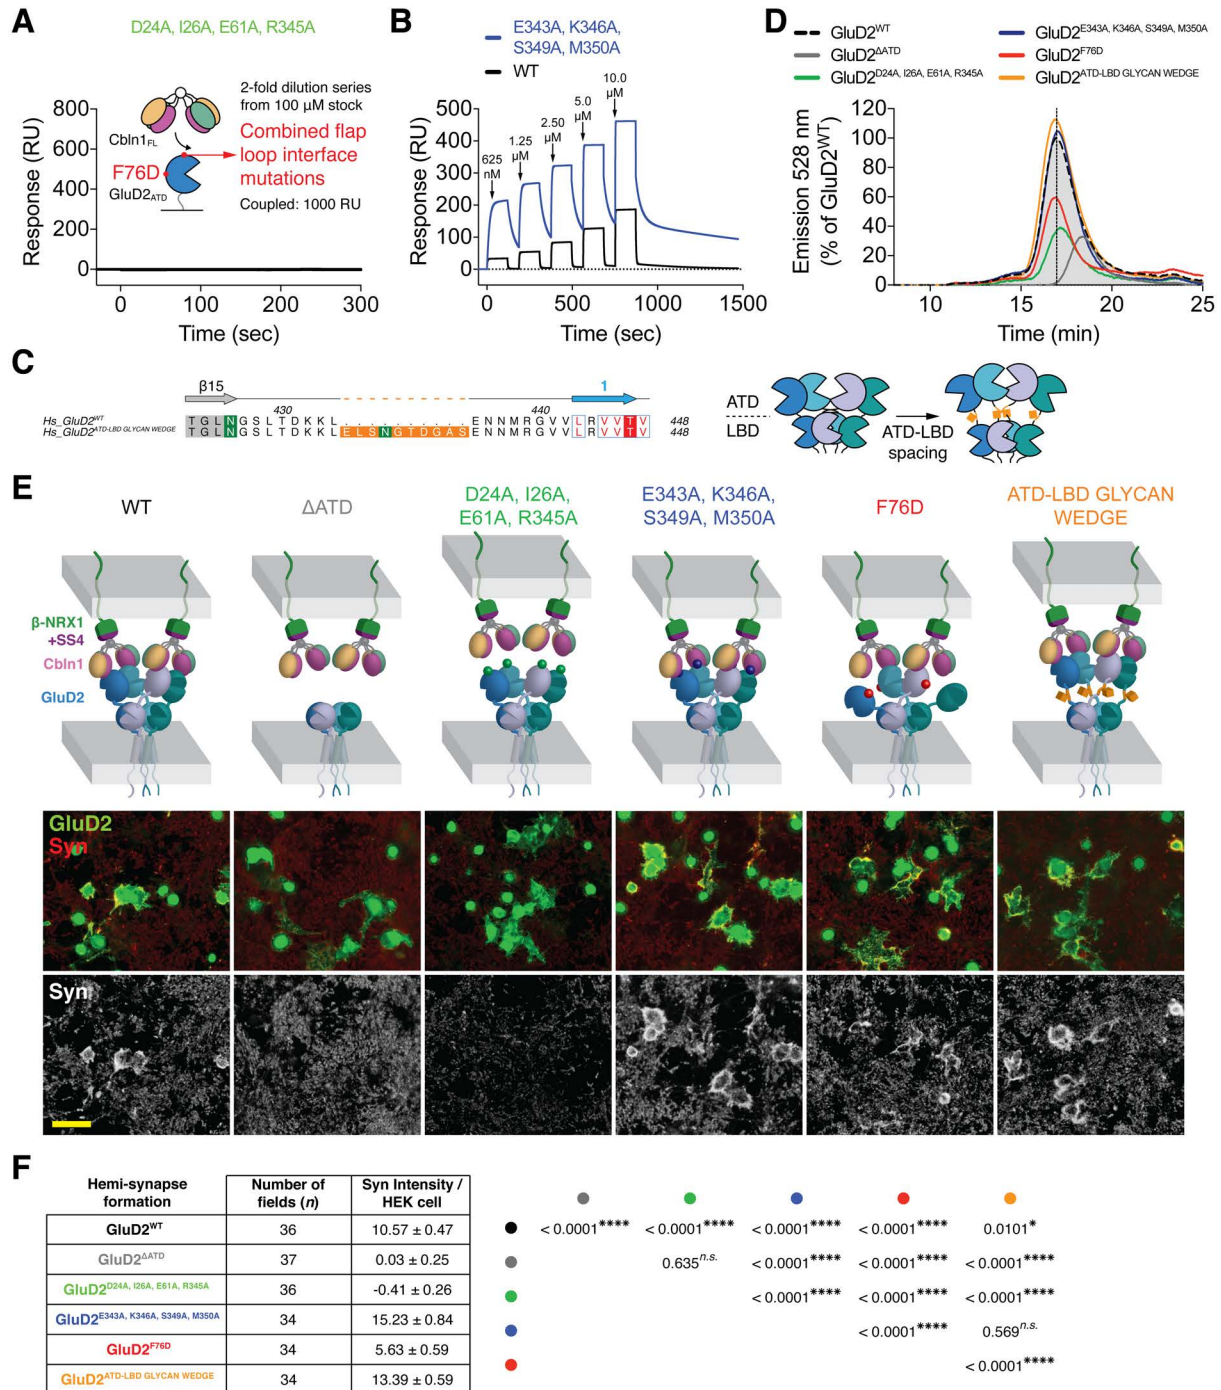 A
D24A, I26A, E61A, R345A
Response (RU)
800
600
400
200
0
0
100
200
300
Time (sec)
Cbln1FL
F76D
GluD2ATD
2-fold dilution series
from 100 µM stock
Combined flap
loop interface
mutations
Coupled: 1000 RU
B
E343A, K346A,
S349A, M350A
WT
Response (RU)
500
400
300
200
100
0
625
nM
1.25
µM
2.50
µM
5.0
µM
10.0
µM
0
500
1000
1500
Time (sec)
D
GluD2WT
GluD2ΔATD
GluD2D24A, I26A, E61A, R345A
GluD2E343A, K346A, S349A, M350A
GluD2F76D
GluD2ATD-LBD GLYCAN WEDGE
Emission 528 nm
(% of GluD2WT)
120
100
80
60
40
20
0
10
15
20
25
Time (min)
C
β15
430
440
1
Hs_GluD2WT TGLNGSLTDKKL..........ENNMRGVVLRVVTV 448
Hs_GluD2ATD-LBD GLYCAN WEDGE TGLNGSLTDKKLELSNGTDGASENNMRGVVLRVVTV 448
ATD
LBD
ATD-LBD
spacing
E
WT
ΔATD
D24A, I26A,
E61A, R345A
E343A, K346A,
S349A, M350A
F76D
ATD-LBD GLYCAN
WEDGE
β-NRX1
+SS4
Cbln1
GluD2
GluD2
Syn
Syn
F
Hemi-synapse formation Number of fields (n) Syn Intensity / HEK cell
GluD2WT 36 10.57 ± 0.47
GluD2ΔATD 37 0.03 ± 0.25
GluD2D24A, I26A, E61A, R345A 36 -0.41 ± 0.26
GluD2E343A, K346A, S349A, M350A 34 15.23 ± 0.84
GluD2F76D 34 5.63 ± 0.59
GluD2ATD-LBD GLYCAN WEDGE 34 13.39 ± 0.59
< 0.0001**** < 0.0001**** < 0.0001**** < 0.0001**** 0.0101*
0.635n.s. < 0.0001**** < 0.0001**** < 0.0001****
< 0.0001**** < 0.0001**** < 0.0001****
< 0.0001**** 0.569n.s.
< 0.0001****